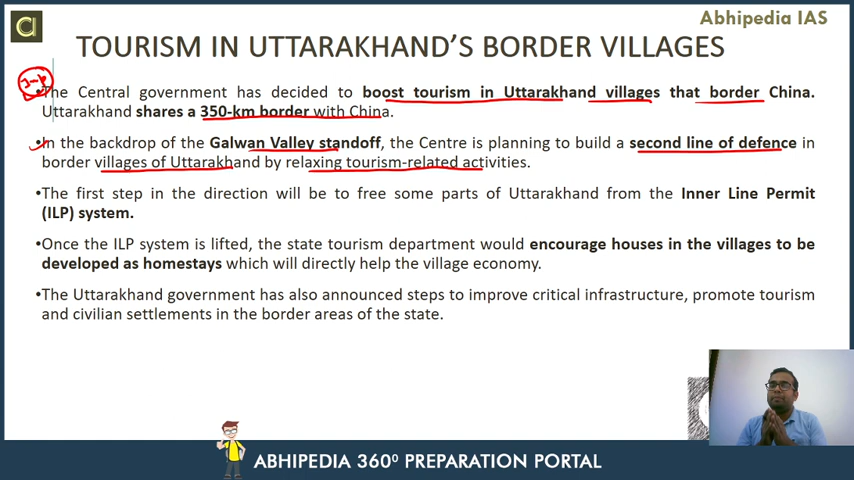 Abhipedia IAS
TOURISM IN UTTARAKHAND'S BORDER VILLAGES
•The Central government has decided to boost tourism in Uttarakhand villages that border China.
Uttarakhand shares a 350-km border with China.
•In the backdrop of the Galwan Valley standoff, the Centre is planning to build a second line of defence in
border villages of Uttarakhand by relaxing tourism-related activities.
•The first step in the direction will be to free some parts of Uttarakhand from the Inner Line Permit
(ILP) system.
•Once the ILP system is lifted, the state tourism department would encourage houses in the villages to be
developed as homestays which will directly help the village economy.
•The Uttarakhand government has also announced steps to improve critical infrastructure, promote tourism
and civilian settlements in the border areas of the state.
ABHIPEDIA 360⁰ PREPARATION PORTAL